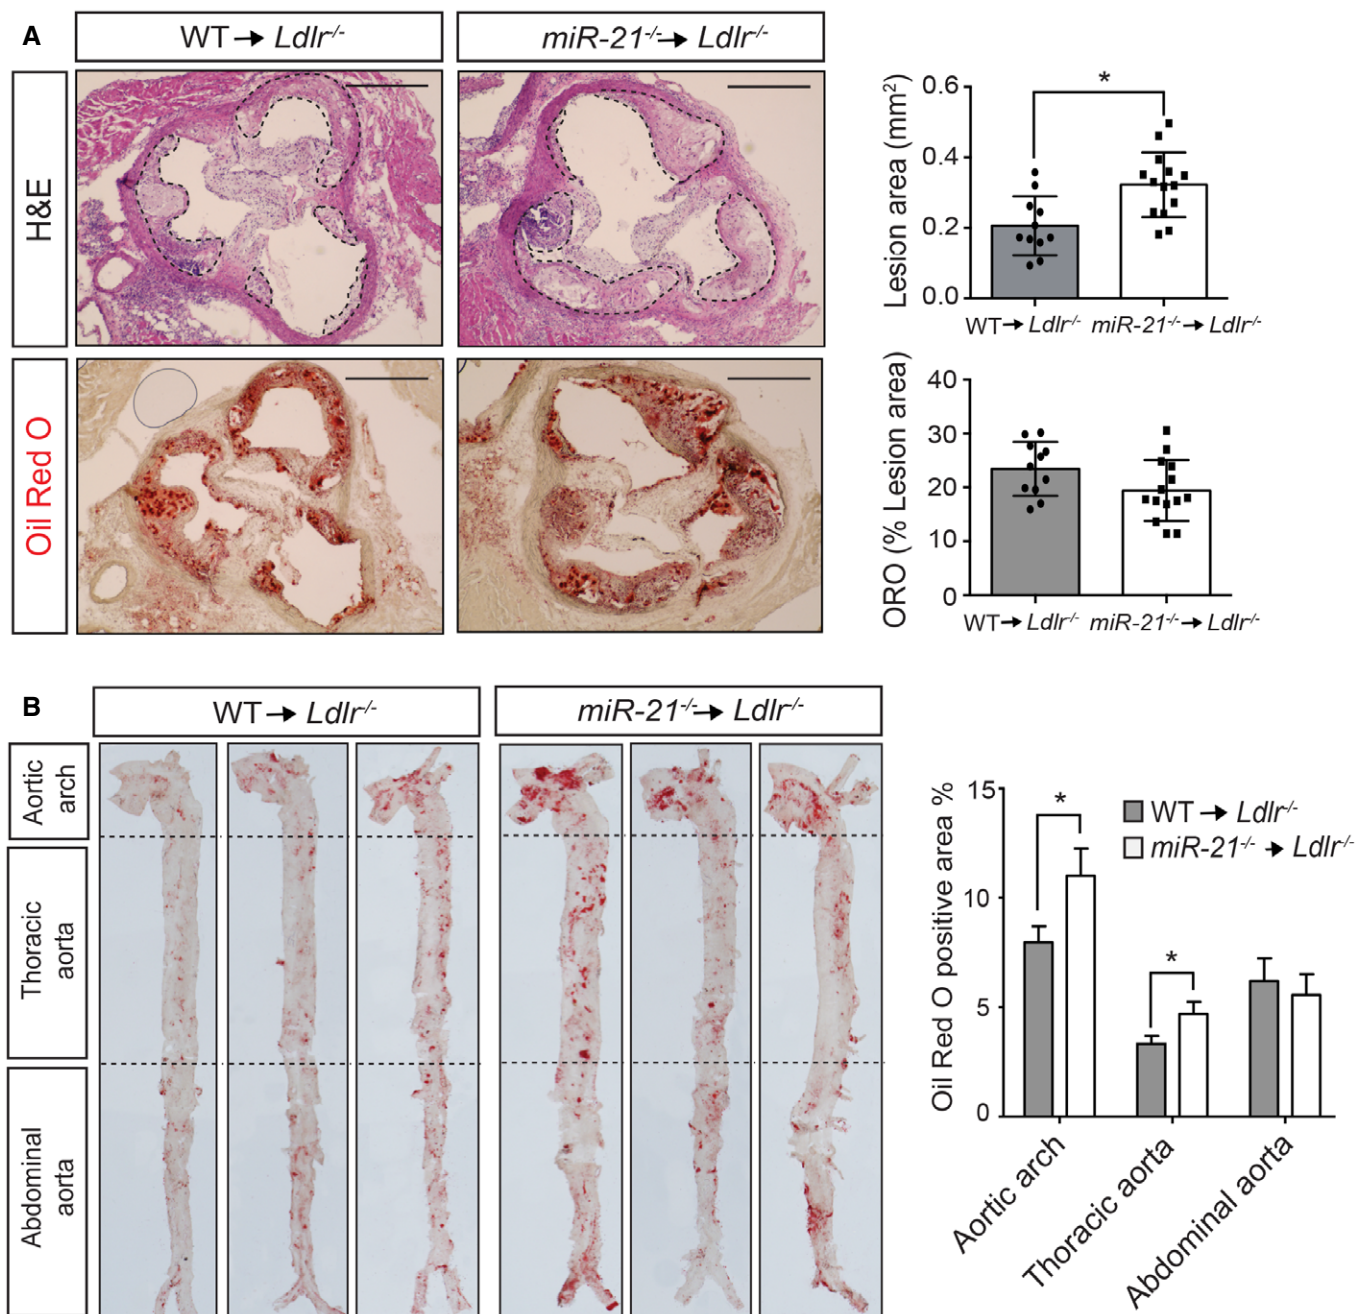 A
WT → Ldlr-/-
miR-21-/- → Ldlr-/-
H&E
Oil Red O
Lesion area (mm2)
0.6
0.4
0.2
0.0
*
WT → Ldlr-/- miR-21-/- → Ldlr-/-
ORO (% Lesion area)
40
30
20
10
0
WT → Ldlr-/- miR-21-/- → Ldlr-/-
B
WT → Ldlr-/-
miR-21-/- → Ldlr-/-
Aortic
arch
Thoracic
aorta
Abdominal
aorta
Oil Red O positive area %
15
10
5
0
*
*
WT → Ldlr-/-
miR-21-/- → Ldlr-/-
Aortic arch
Thoracic aorta
Abdominal aorta